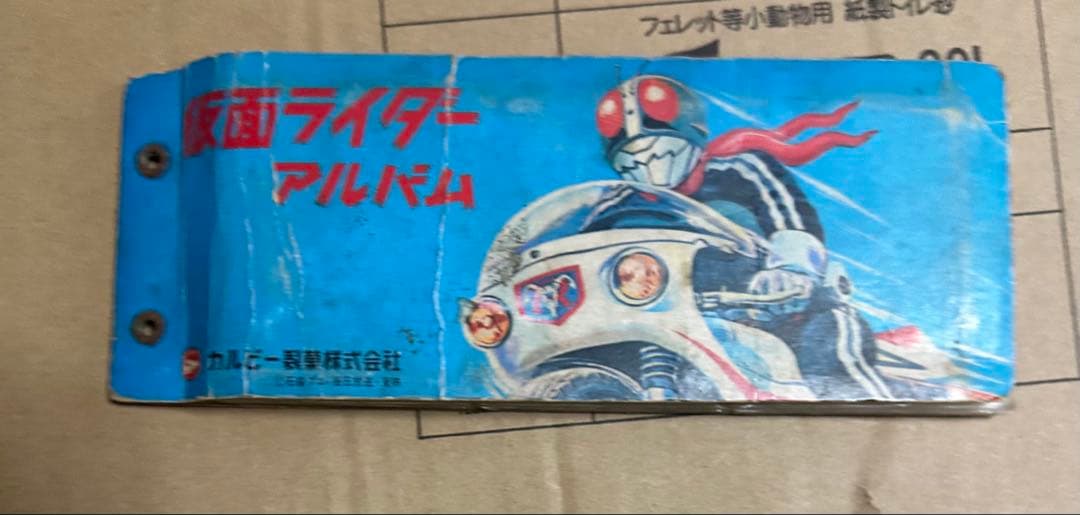 フェレット等小動物用 紙製トイレ砂
20L
仮面ライダー
アルバム
カルビー製菓株式会社